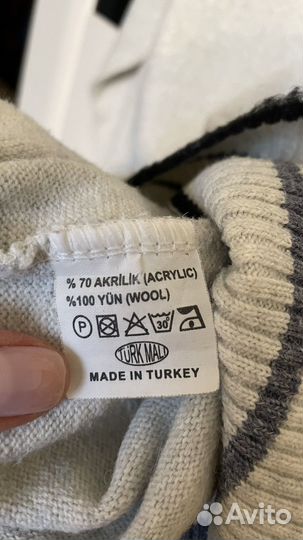 % 70 AKRİLİK (ACRYLIC)
%100 YÜN (WOOL)
P 30°
TÜRK MALI
MADE IN TURKEY
Avito